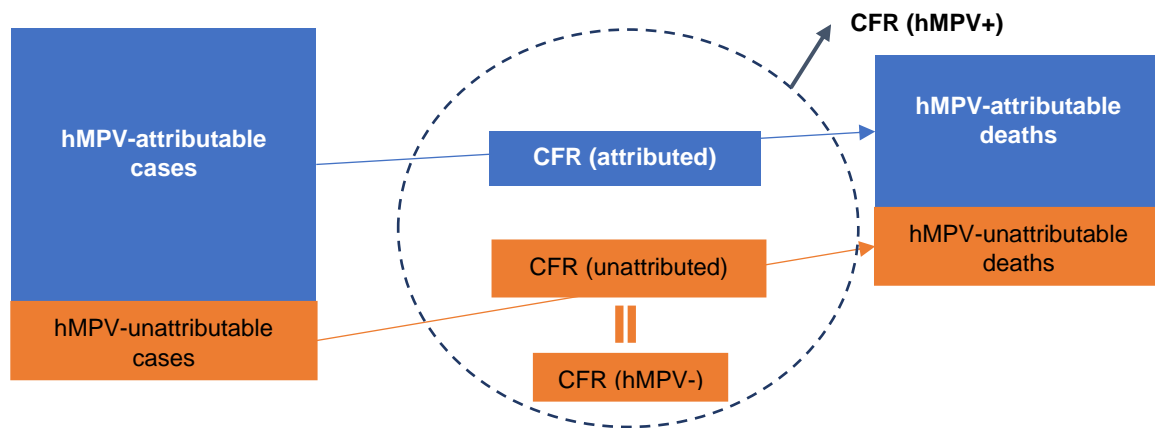 CFR (hMPV+)
hMPV-attributable
cases
CFR (attributed)
hMPV-attributable
deaths
CFR (unattributed)
hMPV-unattributable
deaths
hMPV-unattributable
cases
CFR (hMPV-)